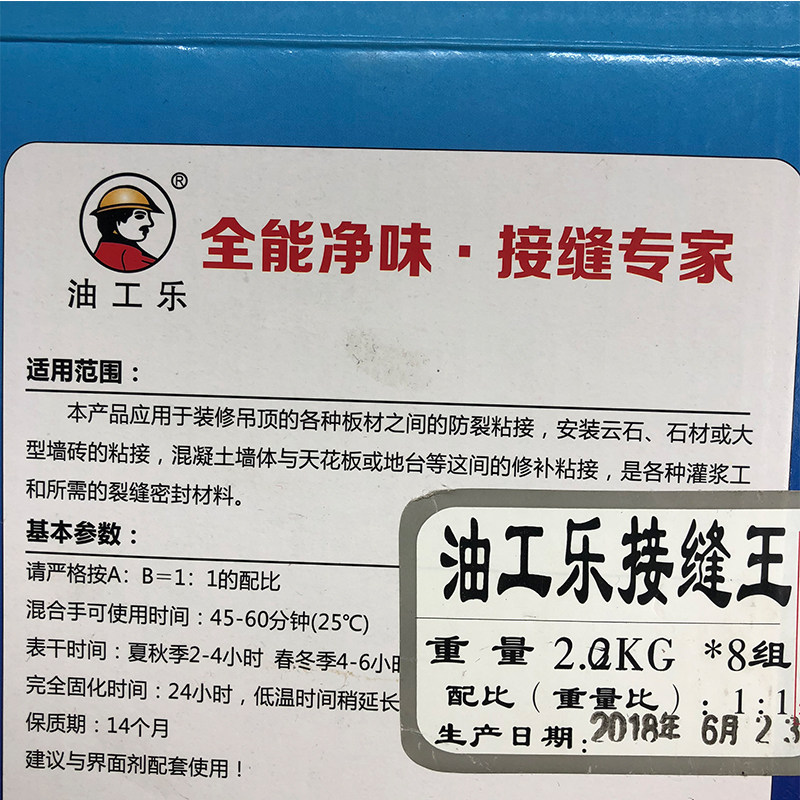 ®
全能净味·接缝专家
油工乐
适用范围：
本产品应用于装修吊顶的各种板材之间的防裂粘接，安装云石、石材或大
型墙砖的粘接，混凝土墙体与天花板或地台等这间的修补粘接，是各种灌浆工
和所需的裂缝密封材料。
基本参数：
请严格按A：B＝1：1的配比
混合手可使用时间：45-60分钟(25℃)
表干时间：夏秋季2-4小时 春冬季4-6小时
完全固化时间：24小时，低温时间稍延长
保质期：14个月
建议与界面剂配套使用！
油工乐接缝王
重量 2.2KG *8组
配比（重量比）：1:1
生产日期：2018年 6月 23